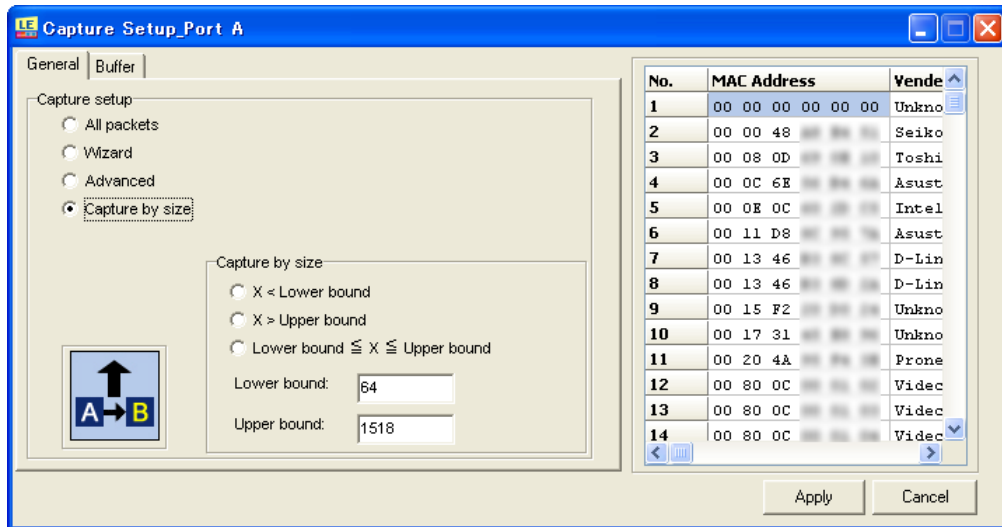 LE Capture Setup_Port A
General Buffer
Capture setup
All packets
Wizard
Advanced
Capture by size
Capture by size
X < Lower bound
X > Upper bound
Lower bound ≦ X ≦ Upper bound
Lower bound: 64
Upper bound: 1518
A B
No. MAC Address Vende
1 00 00 00 00 00 00 Unkno
2 00 00 48 Seiko
3 00 08 0D Toshi
4 00 0C 6E Asust
5 00 0E 0C Intel
6 00 11 D8 Asust
7 00 13 46 D-Lin
8 00 13 46 D-Lin
9 00 15 F2 Unkno
10 00 17 31 Unkno
11 00 20 4A Prone
12 00 80 0C Videc
13 00 80 0C Videc
14 00 80 0C Videc
Apply Cancel